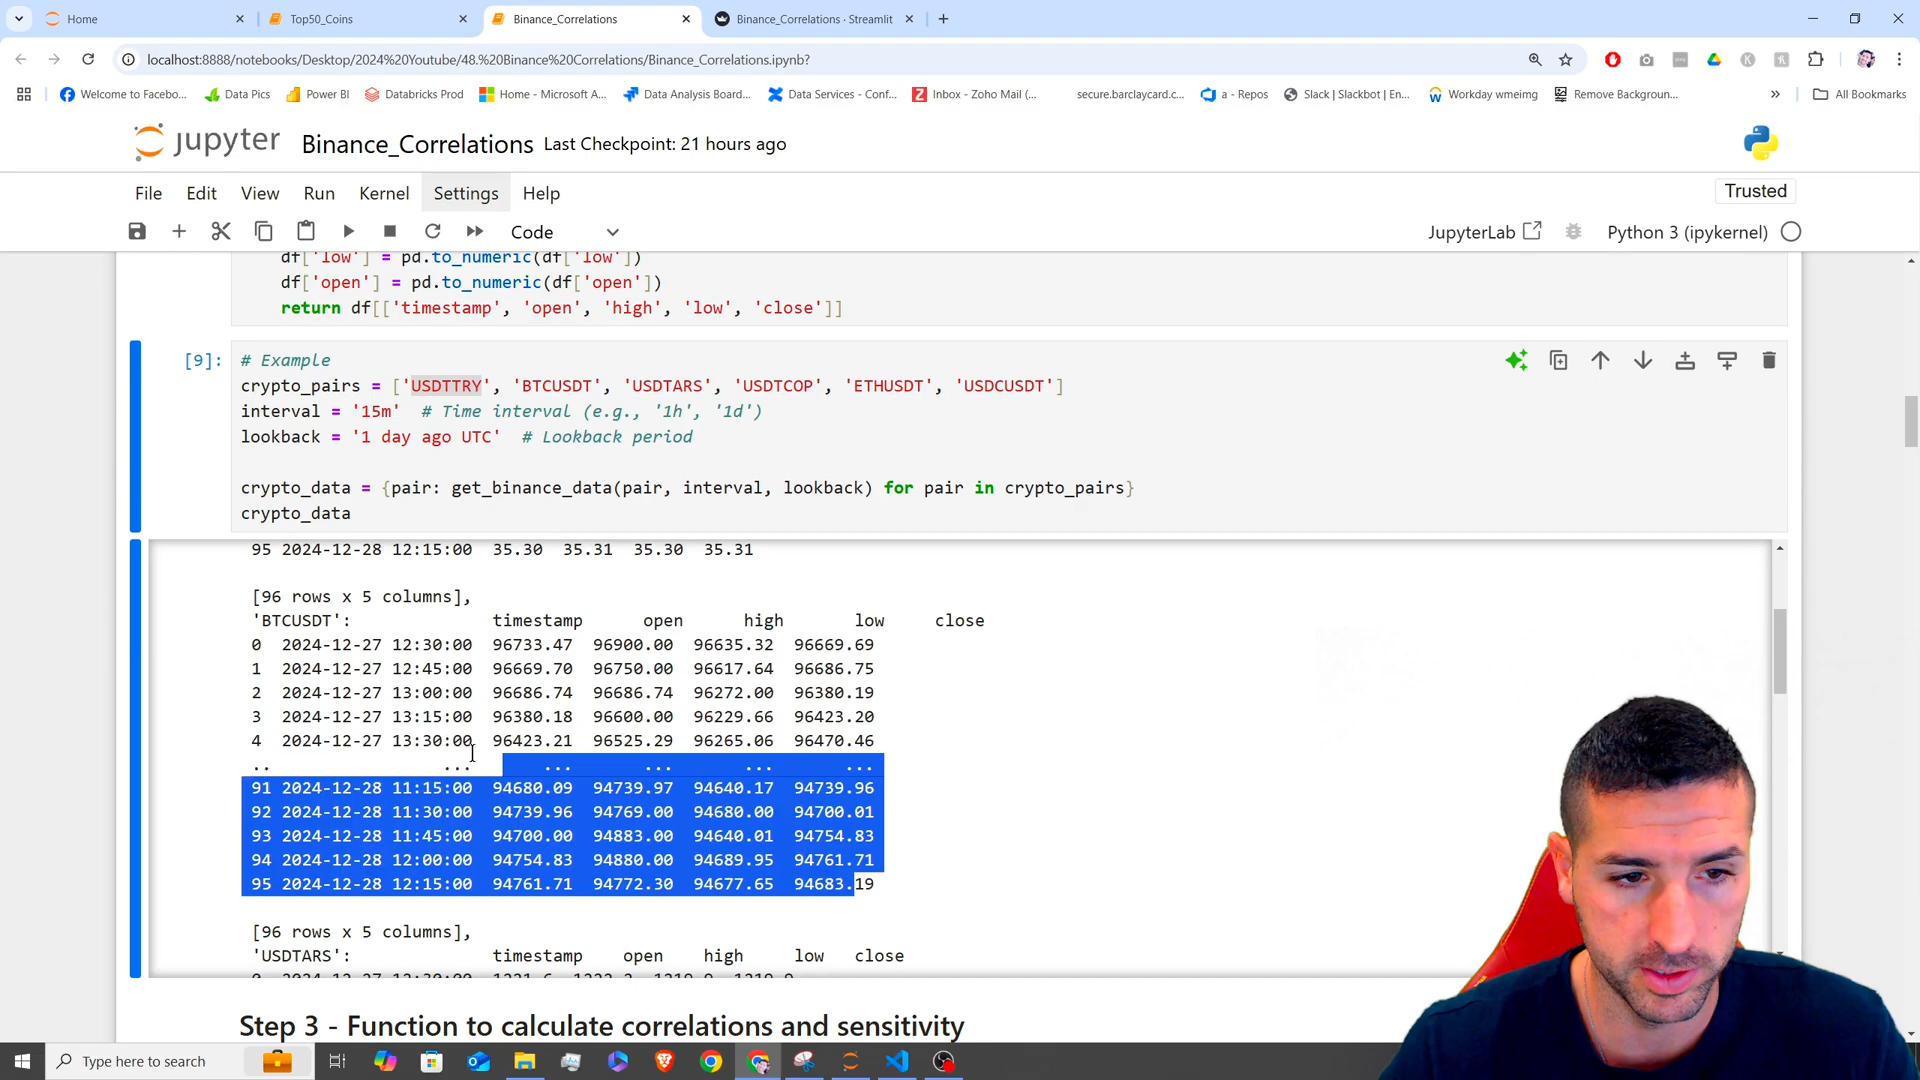 Home
Top50_Coins
Binance_Correlations
Binance_Correlations · Streamlit
localhost:8888/notebooks/Desktop/2024%20Youtube/48.%20Binance%20Correlations/Binance_Correlations.ipynb?
Welcome to Facebo...
Data Pics
Power BI
Databricks Prod
Home - Microsoft A...
Data Analysis Board...
Data Services - Conf...
Inbox - Zoho Mail (...
secure.barclaycard.c...
a - Repos
Slack | Slackbot | En...
Workday wmeimg
Remove Backgroun...
All Bookmarks
jupyter
Binance_Correlations Last Checkpoint: 21 hours ago
File Edit View Run Kernel Settings Help
Trusted
Code
JupyterLab
Python 3 (ipykernel)
df['low'] = pd.to_numeric(df['low'])
df['open'] = pd.to_numeric(df['open'])
return df[['timestamp', 'open', 'high', 'low', 'close']]
[9]: # Example
crypto_pairs = ['USDTTRY', 'BTCUSDT', 'USDTARS', 'USDTCOP', 'ETHUSDT', 'USDCUSDT']
interval = '15m' # Time interval (e.g., '1h', '1d')
lookback = '1 day ago UTC' # Lookback period
crypto_data = {pair: get_binance_data(pair, interval, lookback) for pair in crypto_pairs}
crypto_data
95 2024-12-28 12:15:00 35.30 35.31 35.30 35.31
[96 rows x 5 columns],
'BTCUSDT': timestamp open high low close
0 2024-12-27 12:30:00 96733.47 96900.00 96635.32 96669.69
1 2024-12-27 12:45:00 96669.70 96750.00 96617.64 96686.75
2 2024-12-27 13:00:00 96686.74 96686.74 96272.00 96380.19
3 2024-12-27 13:15:00 96380.18 96600.00 96229.66 96423.20
4 2024-12-27 13:30:00 96423.21 96525.29 96265.06 96470.46
.. ... ... ... ... ...
91 2024-12-28 11:15:00 94680.09 94739.97 94640.17 94739.96
92 2024-12-28 11:30:00 94739.96 94769.00 94680.00 94700.01
93 2024-12-28 11:45:00 94700.00 94883.00 94640.01 94754.83
94 2024-12-28 12:00:00 94754.83 94880.00 94689.95 94761.71
95 2024-12-28 12:15:00 94761.71 94772.30 94677.65 94683.19
[96 rows x 5 columns],
'USDTARS': timestamp open high low close
Step 3 - Function to calculate correlations and sensitivity
Type here to search